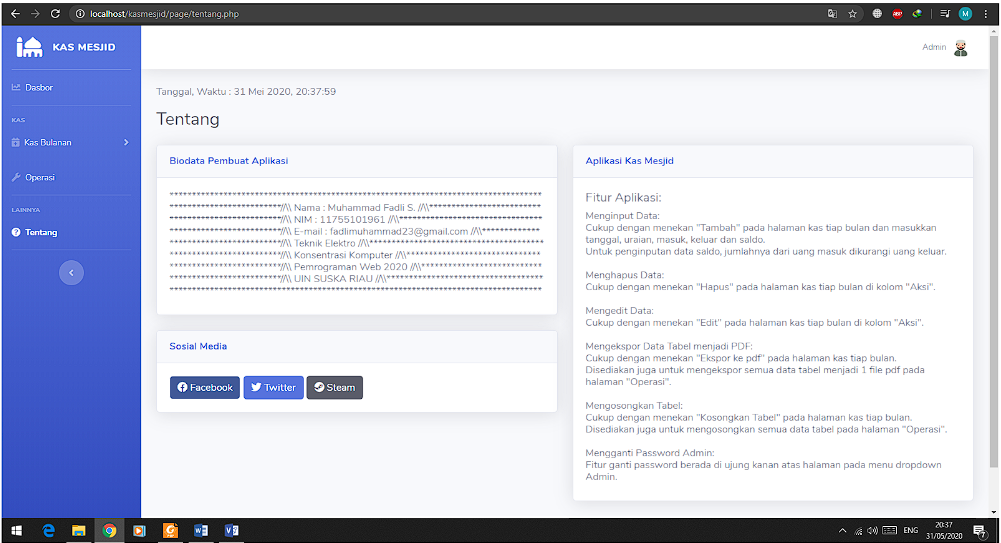 localhost/kasmesjid/page/tentang.php
ABP
M
KAS MESJID
Admin
Dasbor
KAS
Kas Bulanan
Operasi
LAINNYA
Tentang
Tanggal, Waktu : 31 Mei 2020, 20:37:59
Tentang
Biodata Pembuat Aplikasi
***********************************************************************************
*************************//\\ Nama : Muhammad Fadli S. //\\*************************
*************************//\\ NIM : 11755101961 //\\********************************
*************************//\\ E-mail : fadlimuhammad23@gmail.com //\\*************
*************************//\\ Teknik Elektro //\\***************************************
*************************//\\ Konsentrasi Komputer //\\******************************
*************************//\\ Pemrograman Web 2020 //\\****************************
*************************//\\ UIN SUSKA RIAU //\\***********************************
***********************************************************************************
Sosial Media
Facebook
Twitter
Steam
Aplikasi Kas Mesjid
Fitur Aplikasi:
Menginput Data:
Cukup dengan menekan "Tambah" pada halaman kas tiap bulan dan masukkan
tanggal, uraian, masuk, keluar dan saldo.
Untuk penginputan data saldo, jumlahnya dari uang masuk dikurangi uang keluar.
Menghapus Data:
Cukup dengan menekan "Hapus" pada halaman kas tiap bulan di kolom "Aksi".
Mengedit Data:
Cukup dengan menekan "Edit" pada halaman kas tiap bulan di kolom "Aksi".
Mengekspor Data Tabel menjadi PDF:
Cukup dengan menekan "Ekspor ke pdf" pada halaman kas tiap bulan.
Disediakan juga untuk mengekspor semua data tabel menjadi 1 file pdf pada
halaman "Operasi".
Mengosongkan Tabel:
Cukup dengan menekan "Kosongkan Tabel" pada halaman kas tiap bulan.
Disediakan juga untuk mengosongkan semua data tabel pada halaman "Operasi".
Mengganti Password Admin:
Fitur ganti password berada di ujung kanan atas halaman pada menu dropdown
Admin.
ENG
20:37
31/05/2020